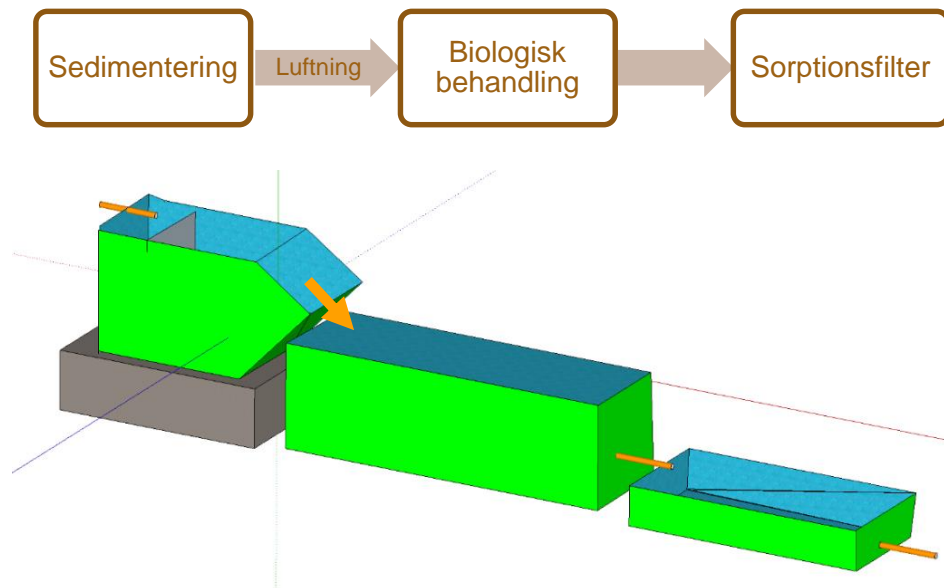 Sedimentering
Luftning
Biologisk
behandling
Sorptionsfilter